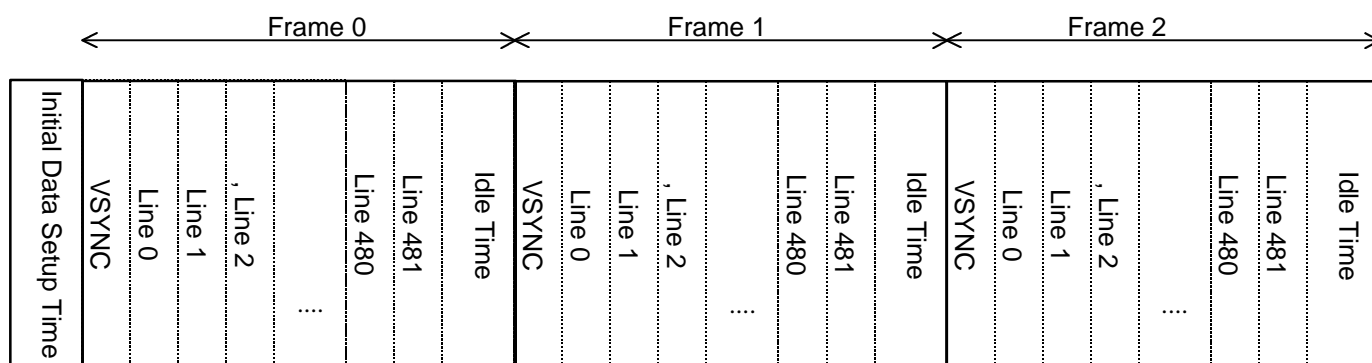 Frame 0
Frame 1
Frame 2
Initial Data Setup Time
VSYNC
Line 0
Line 1
, Line 2
....
Line 480
Line 481
Idle Time
VSYNC
Line 0
Line 1
, Line 2
....
Line 480
Line 481
Idle Time
VSYNC
Line 0
Line 1
, Line 2
....
Line 480
Line 481
Idle Time